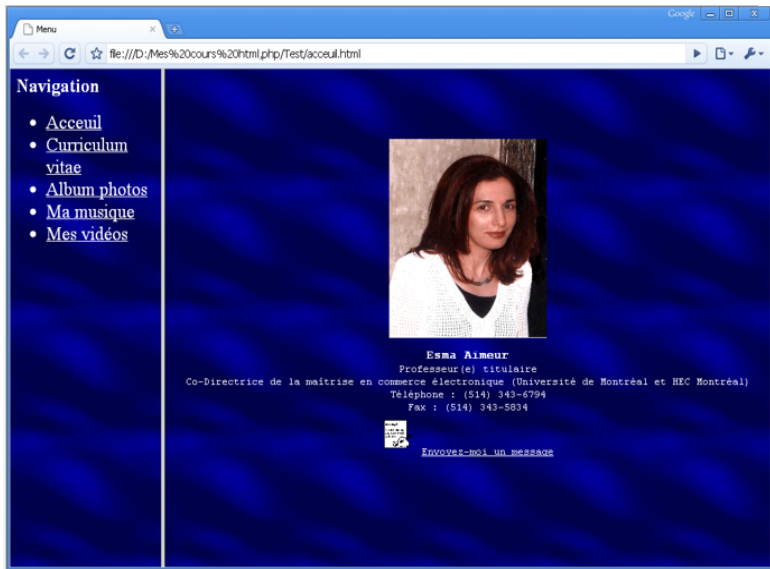 Google
Menu
file:///D:/Mes%20cours%20html,php/Test/acceuil.html
Navigation
Acceuil
Curriculum
vitae
Album photos
Ma musique
Mes vidéos
Esma Aimeur
Professeur(e) titulaire
Co-Directrice de la maîtrise en commerce électronique (Université de Montréal et HEC Montréal)
Téléphone : (514) 343-6794
Fax : (514) 343-5834
Envoyez-moi un message